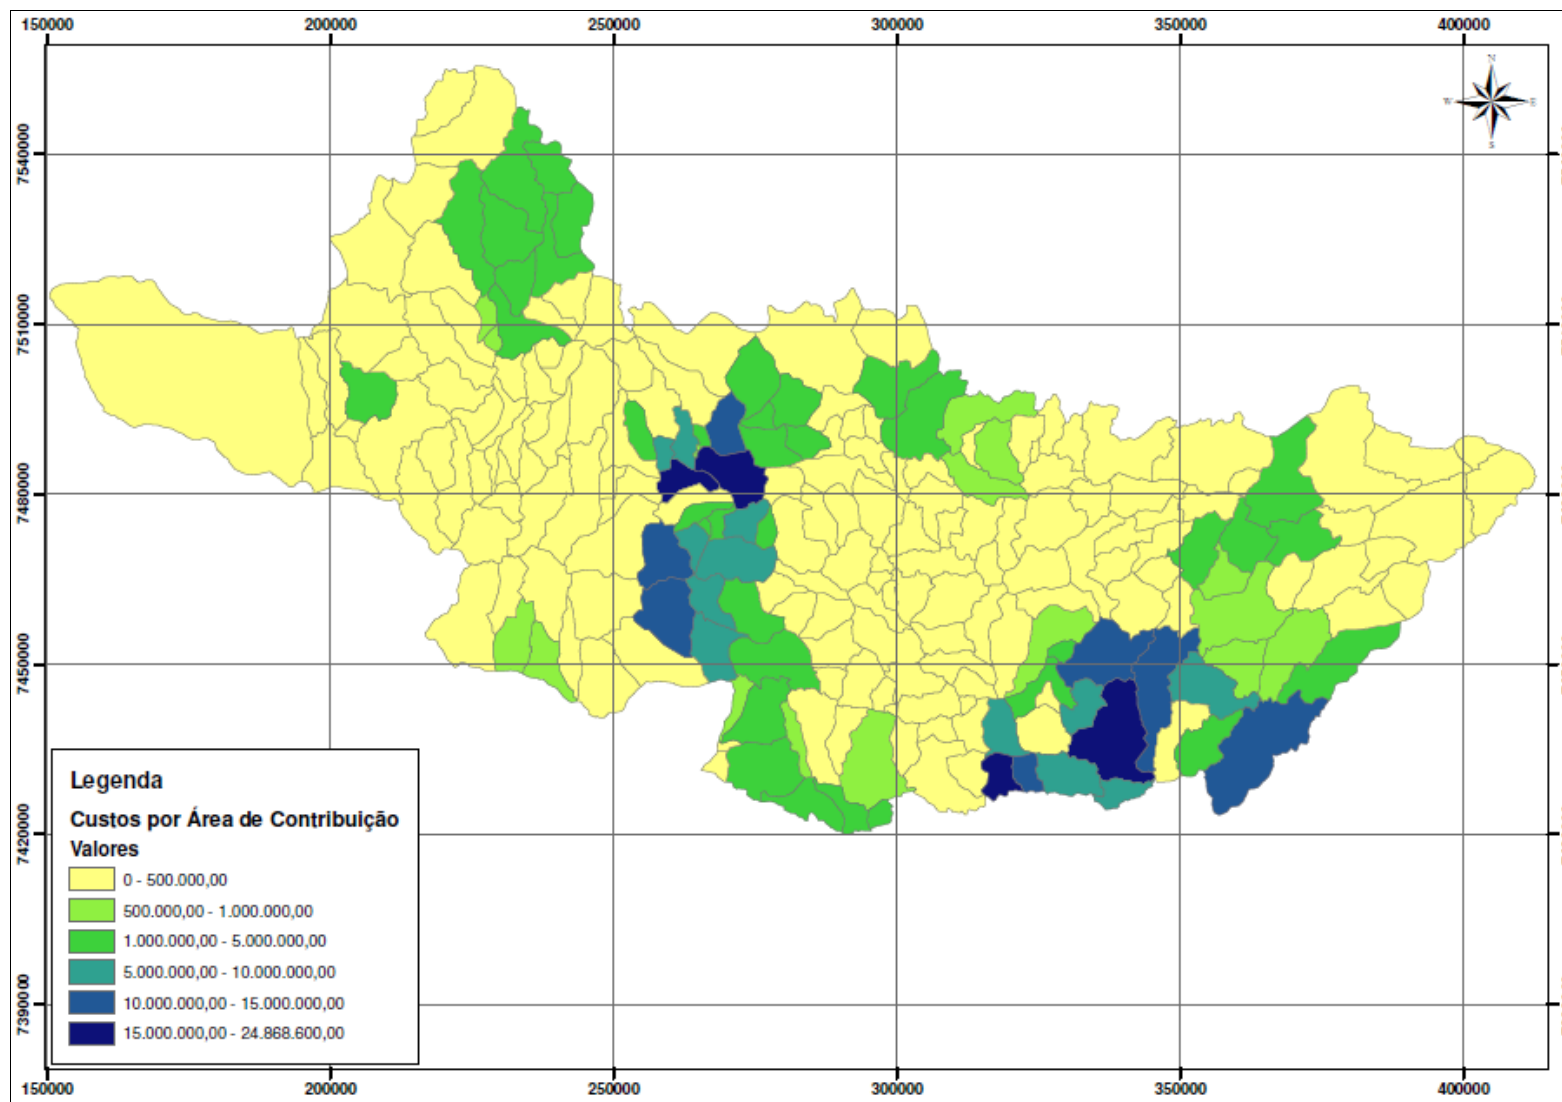 150000 200000 250000 300000 350000 400000
N
W E
S
7540000
7510000
7480000
7450000
7420000
7390000
Legenda
Custos por Área de Contribuição
Valores
0 - 500.000,00
500.000,00 - 1.000.000,00
1.000.000,00 - 5.000.000,00
5.000.000,00 - 10.000.000,00
10.000.000,00 - 15.000.000,00
15.000.000,00 - 24.868.600,00
150000 200000 250000 300000 350000 400000